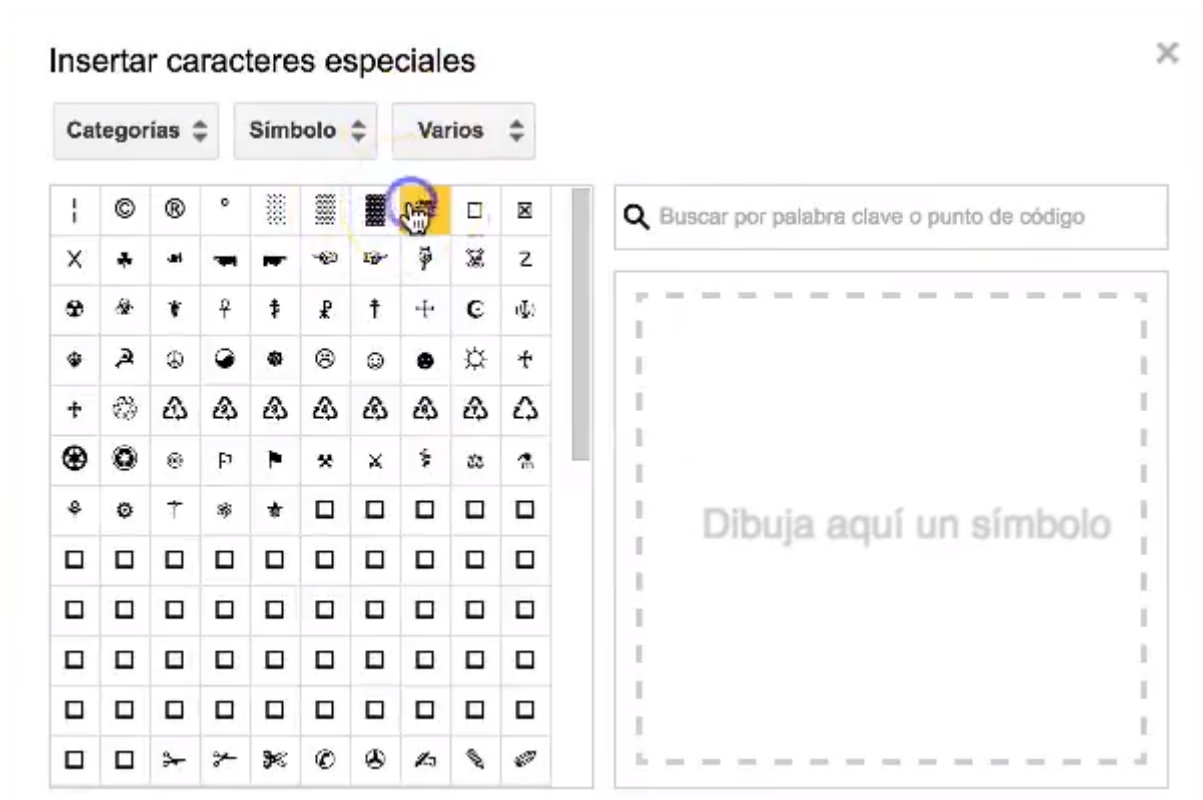 Insertar caracteres especiales
Categorías
Símbolo
Varios
Buscar por palabra clave o punto de código
Dibuja aquí un símbolo